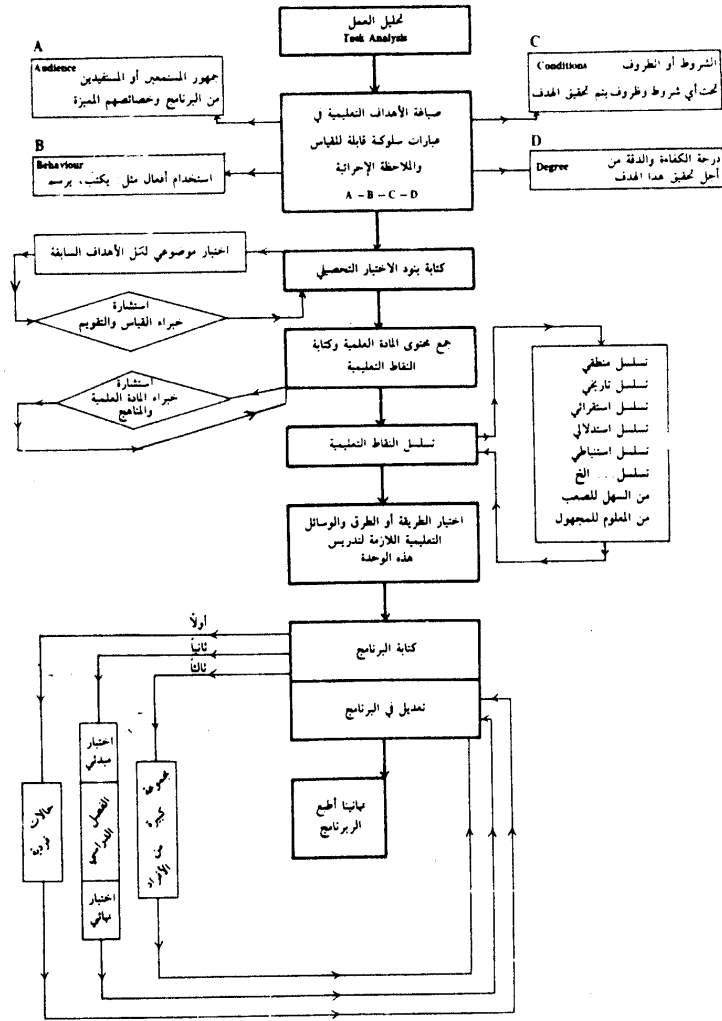 تحليل العمل
Task Analysis
A
Audience
جمهور المستمعين أو المستفيدين
من البرنامج وخصائصهم المميزة
C
Conditions الشروط أو الظروف
تحت أي شروط وظروف يتم تحقيق الهدف
صياغة الأهداف التعليمية في
عبارات سلوكية قابلة للقياس
والملاحظة الإجرائية
A – B – C – D
B
Behaviour
استخدام أفعال مثل: يكتب، يرسم
D
درجة الكفاءة والدقة من
Degree أجل تحقيق هذا الهدف
اختبار موضوعي لكل الأهداف السابقة
كتابة بنود الاختبار التحصيلي
استشارة
خبراء القياس والتقويم
جمع محتوى المادة العلمية وكتابة
النقاط التعليمية
استشارة
خبراء المادة العلمية
والمناهج
تسلسل النقاط التعليمية
تسلسل منطقي
تسلسل تاريخي
تسلسل استقرائي
تسلسل استدلالي
تسلسل استنباطي
تسلسل... الخ
من السهل للصعب
من المعلوم للمجهول
اختيار الطريقة أو الطرق والوسائل
التعليمية اللازمة لتدريس
هذه الوحدة
أولاً
ثانياً
ثالثاً
كتابة البرنامج
تعديل في البرنامج
نهائينا أطبع
الربرنامج
حالات
فردية
اختبار
مبدئي
الفصل
الدراسي
اختبار
نهائي
مجموعة
كبيرة
من
الأفراد